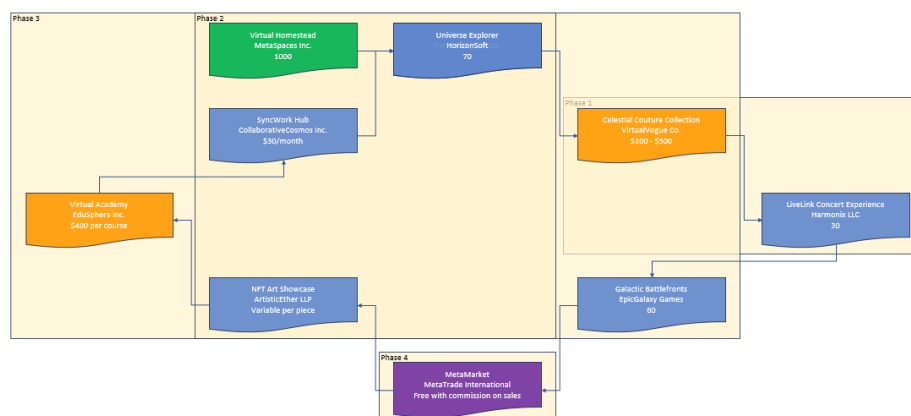 Phase 3
Phase 2
Virtual Homestead
MetaSpaces Inc.
1000
Universe Explorer
HorizonSoft
70
Phase 1
SyncWork Hub
CollaborativeCosmos Inc.
$30/month
Celestial Couture Collection
VirtualVogue Co.
$100 - $500
Virtual Academy
EduSphere Inc.
$400 per course
LiveLink Concert Experience
Harmonix LLC
30
NFT Art Showcase
ArtisticEther LLP
Variable per piece
Galactic Battlefronts
EpicGalaxy Games
60
Phase 4
MetaMarket
MetaTrade International
Free with commission on sales